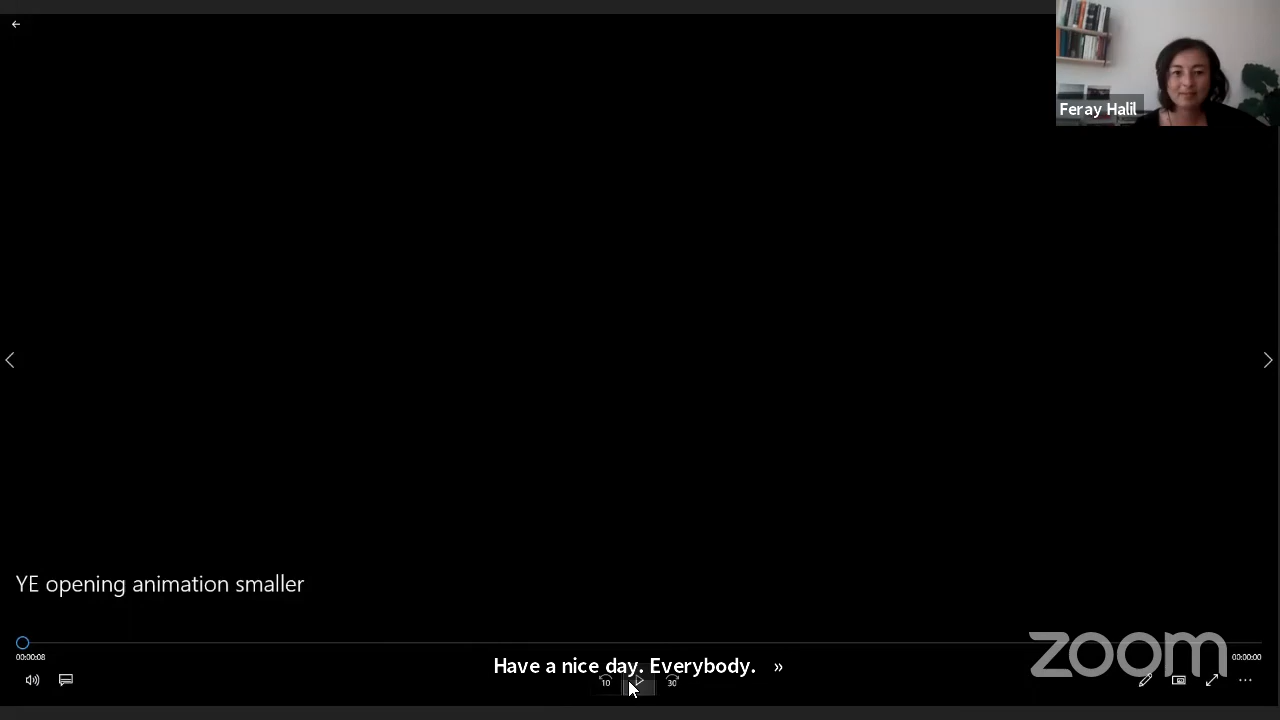 Feray Halil
YE opening animation smaller
00:00:08
00:00:00
Have a nice day. Everybody. »
10
30
zoom